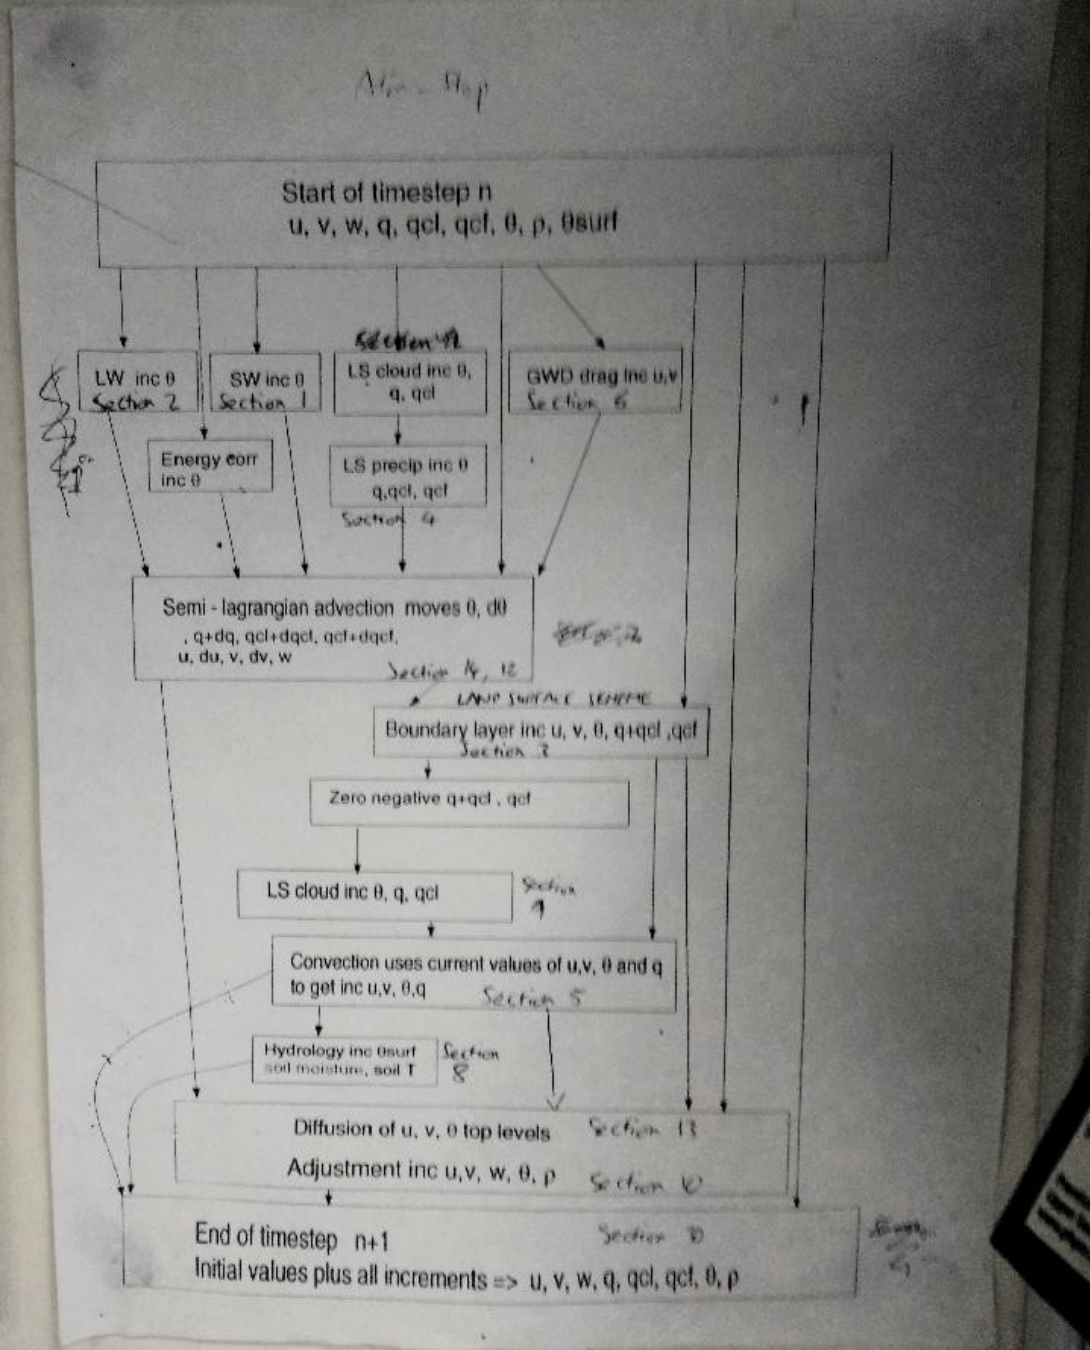 Start of timestep n
u, v, w, q, qcl, qcf, θ, ρ, θsurf
LW inc θ
Section 2
SW inc θ
Section 1
Section
LS cloud inc θ,
q, qcl
GWD drag inc u,v
Section 6
Energy corr
inc θ
LS precip inc θ
q,qcl, qcf
Section 4
Semi - lagrangian advection moves θ, dθ
, q+dq, qcl+dqcl, qcf+dqcf,
u, du, v, dv, w
Section 12
LAND SURFACE SCHEME
Boundary layer inc u, v, θ, q+qcl ,qcf
Section 3
Zero negative q+qcl , qcf
LS cloud inc θ, q, qcl
Section
9
Convection uses current values of u,v, θ and q
to get inc u,v, θ,q
Section 5
Hydrology inc θsurf
soil moisture, soil T
Section
8
Diffusion of u, v, θ top levels
Section 13
Adjustment inc u,v, w, θ, ρ
Section 10
End of timestep n+1
Section
Initial values plus all increments => u, v, w, q, qcl, qcf, θ, ρ